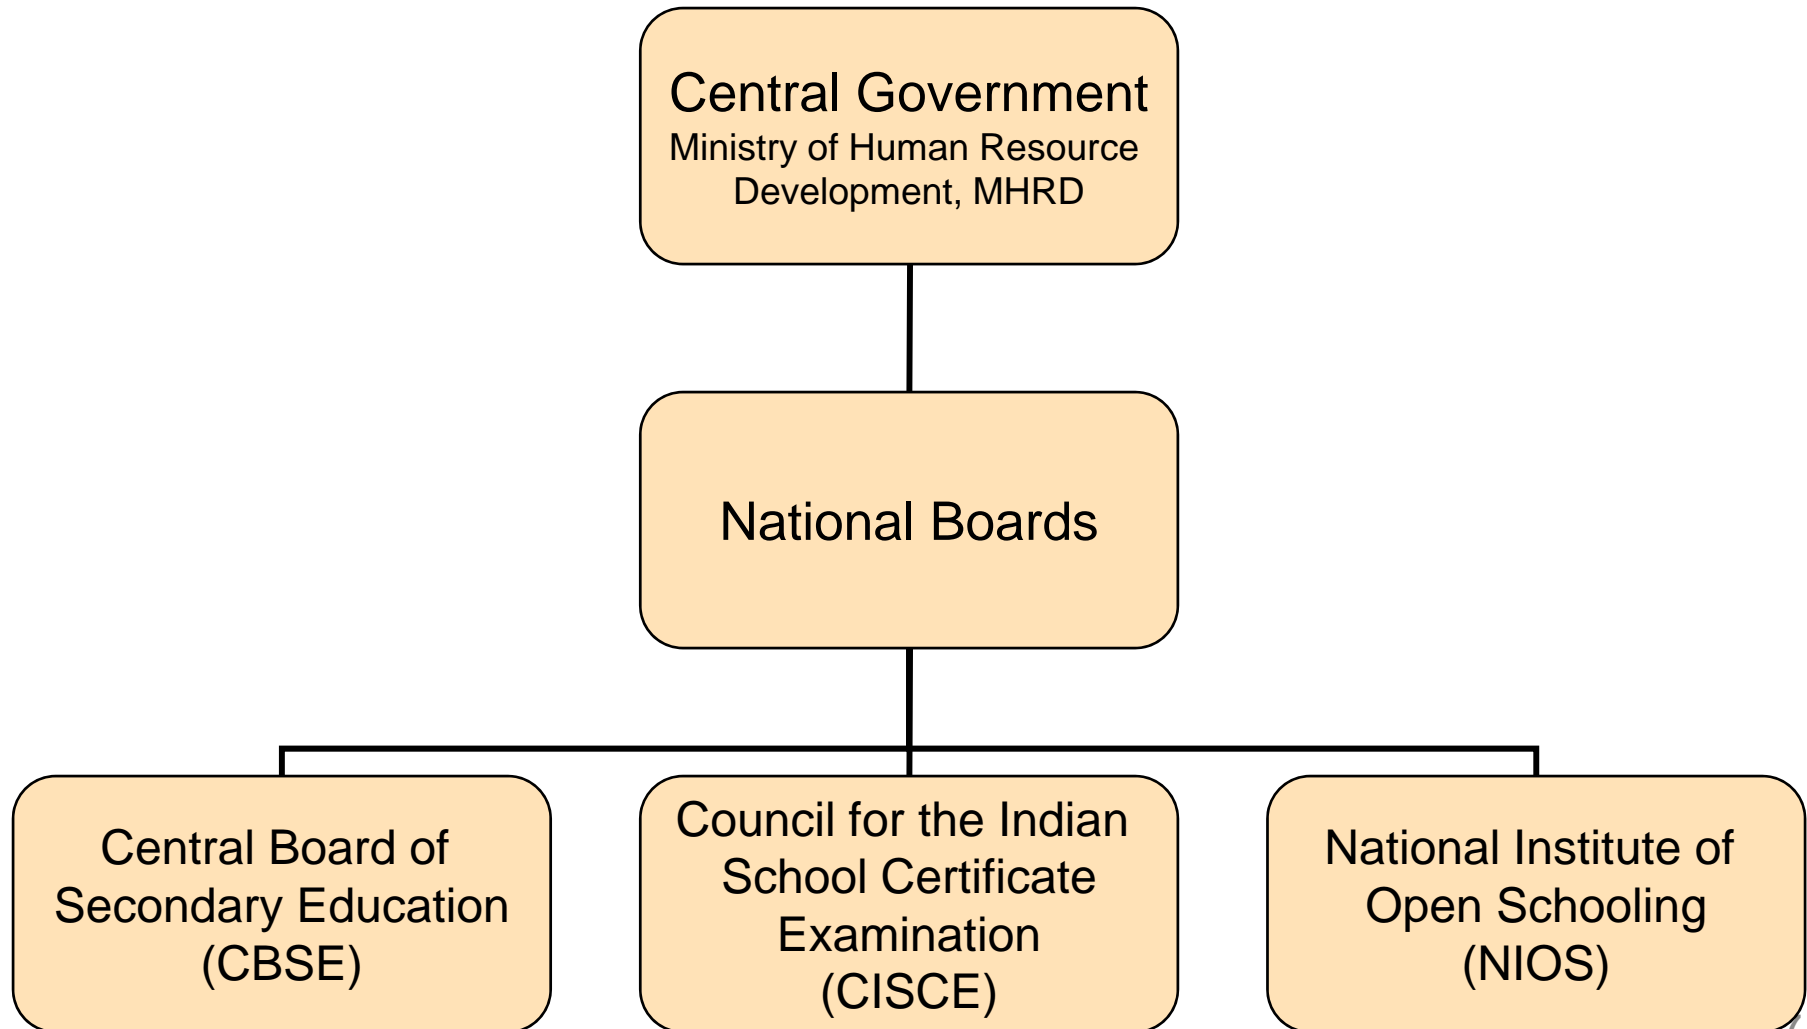 Central Government
Ministry of Human Resource
Development, MHRD
National Boards
Central Board of
Secondary Education
(CBSE)
Council for the Indian
School Certificate
Examination
(CISCE)
National Institute of
Open Schooling
(NIOS)